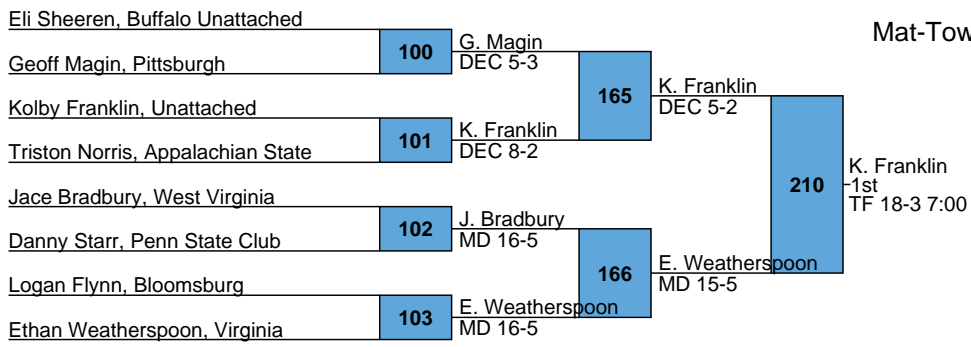 Eli Sheeren, Buffalo Unattached
Mat-Tow
100
G. Magin
DEC 5-3
Geoff Magin, Pittsburgh
165
K. Franklin
DEC 5-2
Kolby Franklin, Unattached
101
K. Franklin
DEC 8-2
Triston Norris, Appalachian State
210
K. Franklin
1st
TF 18-3 7:00
Jace Bradbury, West Virginia
102
J. Bradbury
MD 16-5
Danny Starr, Penn State Club
166
E. Weatherspoon
MD 15-5
Logan Flynn, Bloomsburg
103
E. Weatherspoon
MD 16-5
Ethan Weatherspoon, Virginia